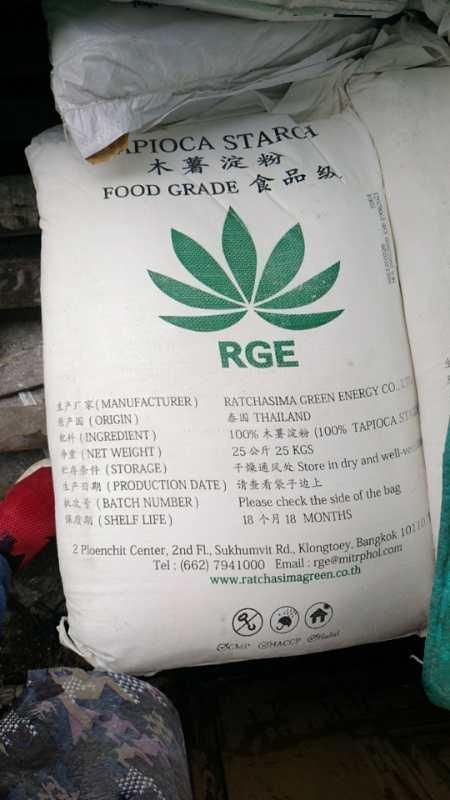 TAPIOCA STARCH
木薯淀粉
FOOD GRADE 食品级
RGE
生产厂家 (MANUFACTURER) RATCHASIMA GREEN ENERGY CO., LTD
原产国 (ORIGIN) 泰国 THAILAND
配料 (INGREDIENT) 100% 木薯淀粉 (100% TAPIOCA STAR
净重 (NET WEIGHT) 25 公斤 25 KGS
贮存条件 (STORAGE) 干燥通风处 Store in dry and well-ve
生产日期 (PRODUCTION DATE) 请查看袋子边上
批次号 (BATCH NUMBER) Please check the side of the bag
保质期 (SHELF LIFE) 18 个月 18 MONTHS
2 Ploenchit Center, 2nd Fl., Sukhumvit Rd., Klongtoey, Bangkok 10110
Tel : (662) 7941000 Email : rge@mitrphol.com
www.ratchasimagreen.co.th
GMP HACCP Halal